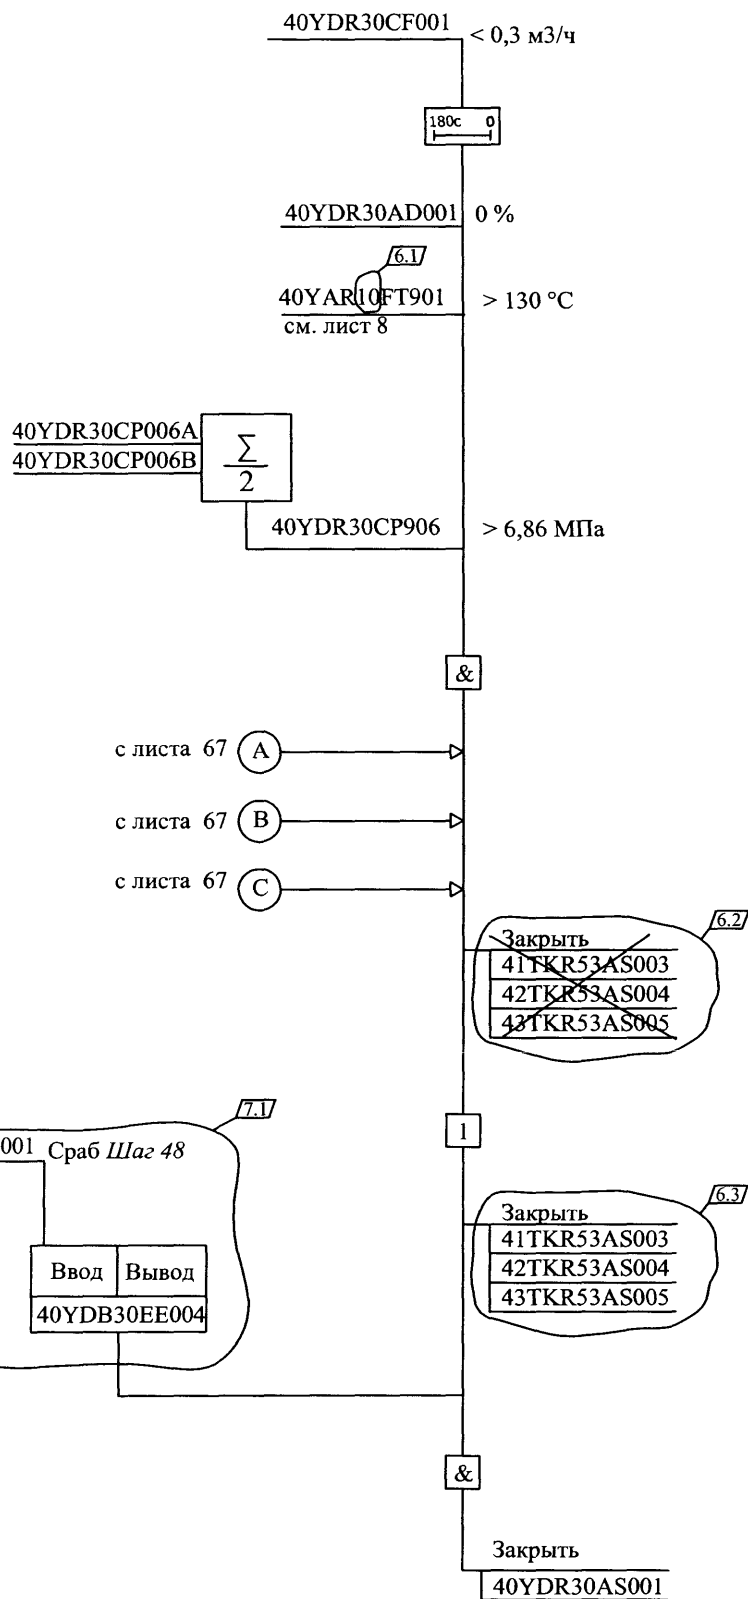 40YDR30CF001
< 0,3 м3/ч
180с 0
40YDR30AD001
0 %
6.1
40YAR10FT901
> 130 °С
см. лист 8
40YDR30CP006A
40YDR30CP006B
Σ
2
40YDR30CP906
> 6,86 МПа
&
с листа 67 A
с листа 67 B
с листа 67 C
6.2
Закрыть
41TKR53AS003
42TKR53AS004
43TKR53AS005
7.1
1
001 Сраб Шаг 48
6.3
Закрыть
41TKR53AS003
42TKR53AS004
43TKR53AS005
Ввод Вывод
40YDB30EE004
&
Закрыть
40YDR30AS001